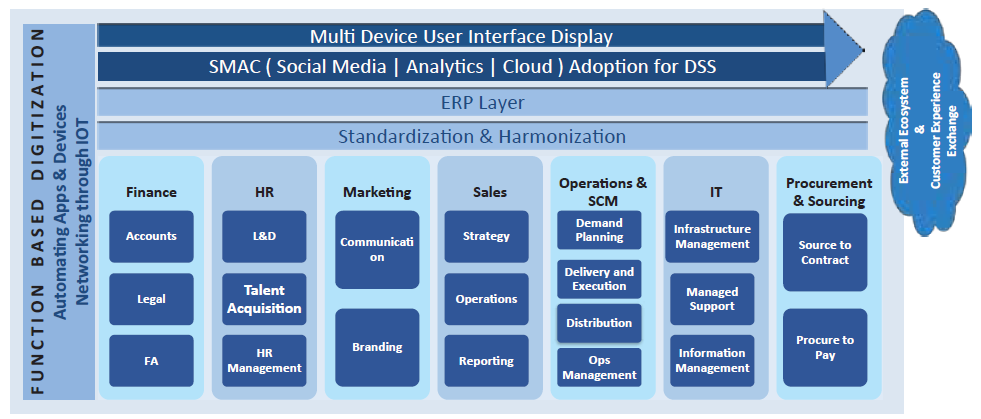 FUNCTION BASED DIGITIZATION
Automating Apps & Devices
Networking through IOT
Multi Device User Interface Display
SMAC ( Social Media | Analytics | Cloud ) Adoption for DSS
ERP Layer
Standardization & Harmonization
External Ecosystem
&
Customer Experience
Exchange
Finance
Accounts
Legal
FA
HR
L&D
Talent
Acquisition
HR
Management
Marketing
Communicati
on
Branding
Sales
Strategy
Operations
Reporting
Operations &
SCM
Demand
Planning
Delivery and
Execution
Distribution
Ops
Management
IT
Infrastructure
Management
Managed
Support
Information
Management
Procurement
& Sourcing
Source to
Contract
Procure to
Pay